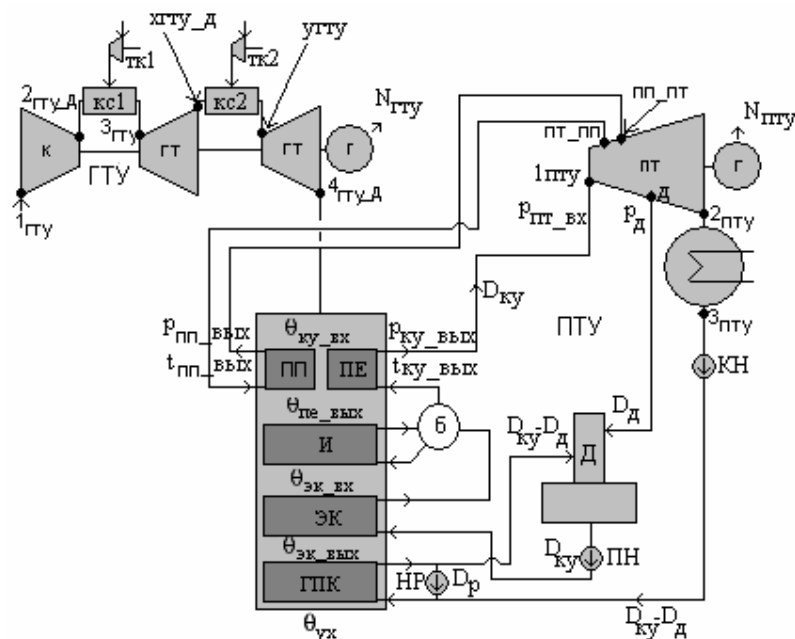 хгту_д
угту
тк1
тк2
2гту_д
кс1
кс2
3гту
Nгту
к
гт
гт
г
ГТУ
1гту
4гту_д
пп_пт
пт_пп
Nпту
пт
г
1пту
рпт_вх
д
рд
2пту
Dку
ПТУ
3пту
КН
рпп_вых
θку_вх
рку_вых
tпп_вых
tку_вых
ПП
ПЕ
θпе_вых
б
И
Dку-Dд
Dд
Д
θэк_вх
ЭК
θэк_вых
Dку
ПН
ГПК
НР
Dр
Dку-Dд
θух